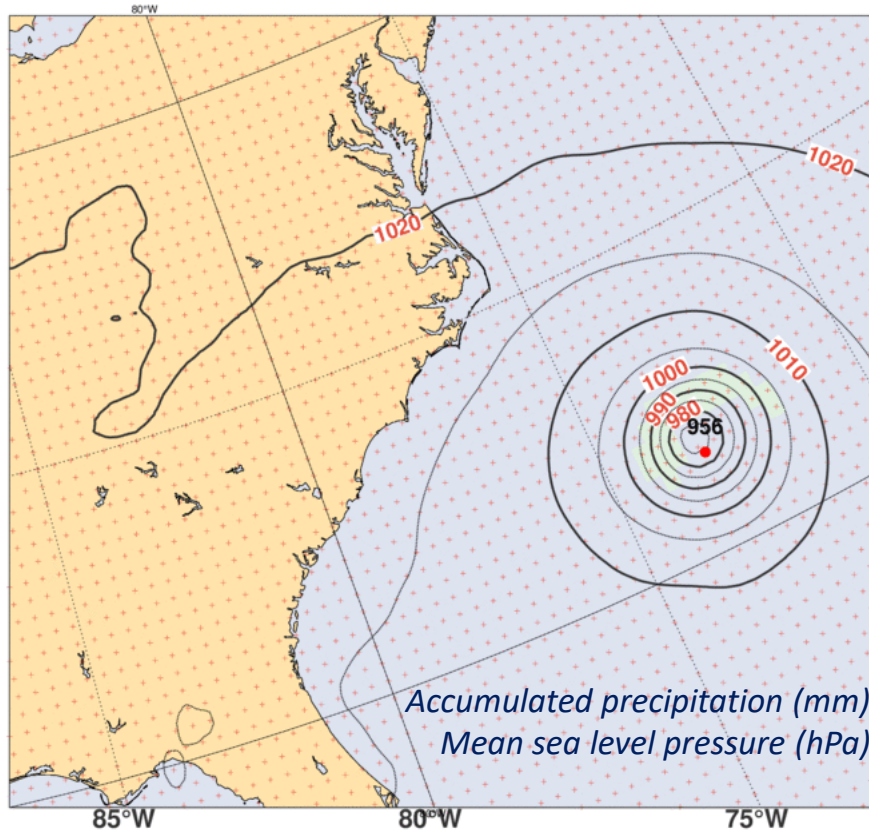 80°W
1020
1020
1010
1000
990
980
956
Accumulated precipitation (mm)
Mean sea level pressure (hPa)
85°W
80°W
75°W